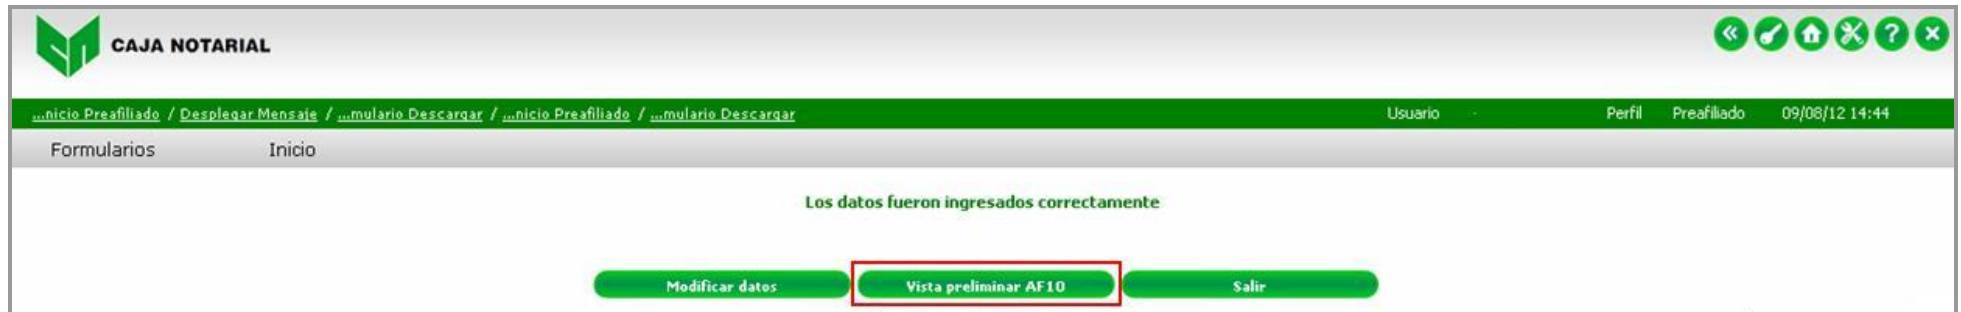 CAJA NOTARIAL
...nicio Preafiliado / Desplegar Mensaje / ...mulario Descargar / ...nicio Preafiliado / ...mulario Descargar Usuario Perfil Preafiliado 09/08/12 14:44
Formularios Inicio
Los datos fueron ingresados correctamente
Modificar datos Vista preliminar AF10 Salir